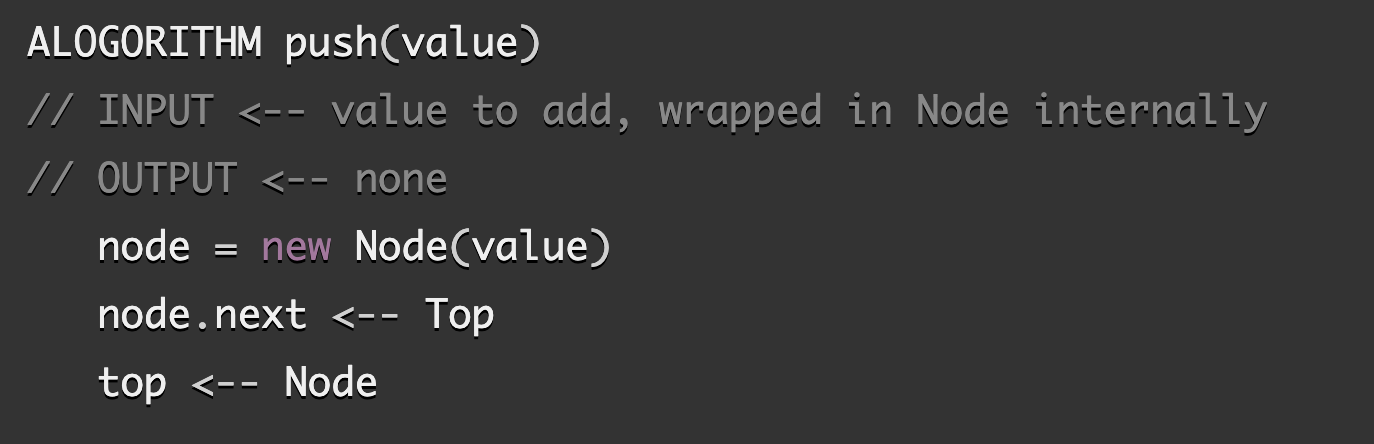 ALOGORITHM push(value)
// INPUT <-- value to add, wrapped in Node internally
// OUTPUT <-- none
   node = new Node(value)
   node.next <-- Top
   top <-- Node